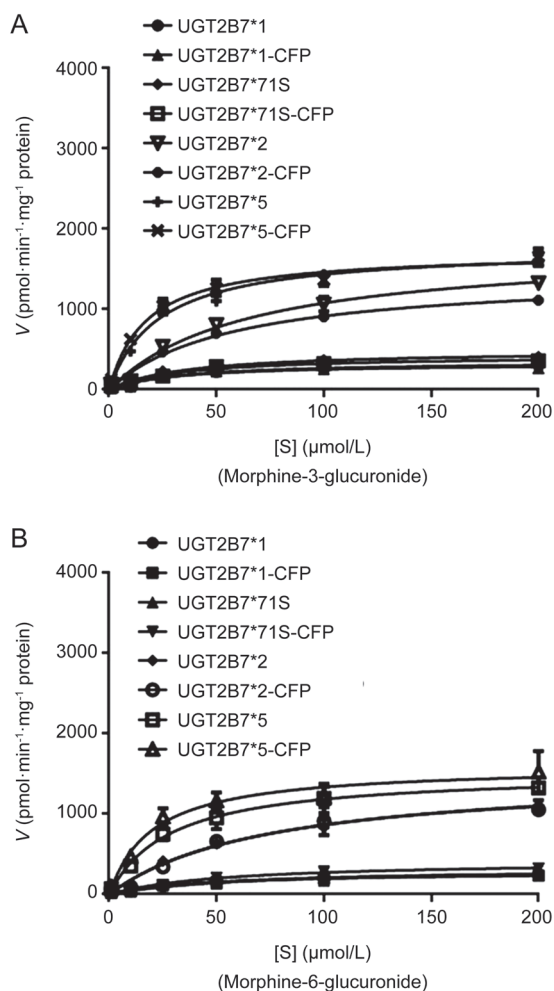 A
UGT2B7*1
UGT2B7*1-CFP
UGT2B7*71S
UGT2B7*71S-CFP
UGT2B7*2
UGT2B7*2-CFP
UGT2B7*5
UGT2B7*5-CFP
V (pmol·min⁻¹·mg⁻¹ protein)
4000
3000
2000
1000
0
0 50 100 150 200
[S] (µmol/L)
(Morphine-3-glucuronide)
B
UGT2B7*1
UGT2B7*1-CFP
UGT2B7*71S
UGT2B7*71S-CFP
UGT2B7*2
UGT2B7*2-CFP
UGT2B7*5
UGT2B7*5-CFP
V (pmol·min⁻¹·mg⁻¹ protein)
4000
3000
2000
1000
0
0 50 100 150 200
[S] (µmol/L)
(Morphine-6-glucuronide)